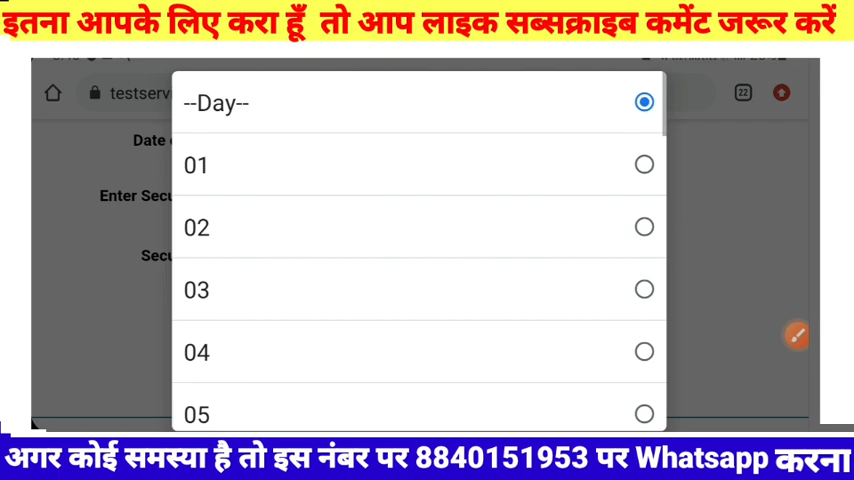 इतना आपके लिए करा हूँ तो आप लाइक सब्सक्राइब कमेंट जरूर करें
testserv
22
--Day--
Date
01
Enter Secu
02
Secu
03
04
05
अगर कोई समस्या है तो इस नंबर पर 8840151953 पर Whatsapp करना